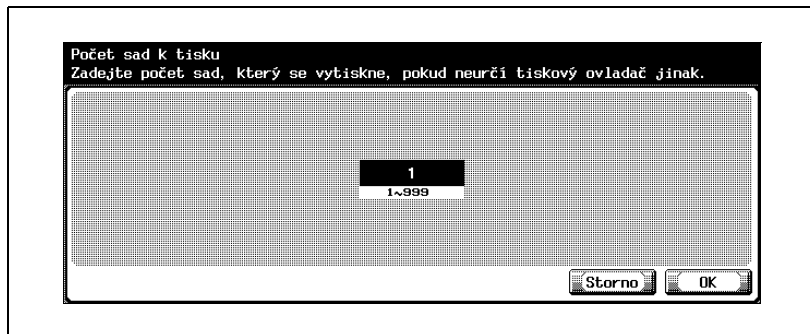 Počet sad k tisku
Zadejte počet sad, který se vytiskne, pokud neurčí tiskový ovladač jinak.
1
1~999
Storno OK